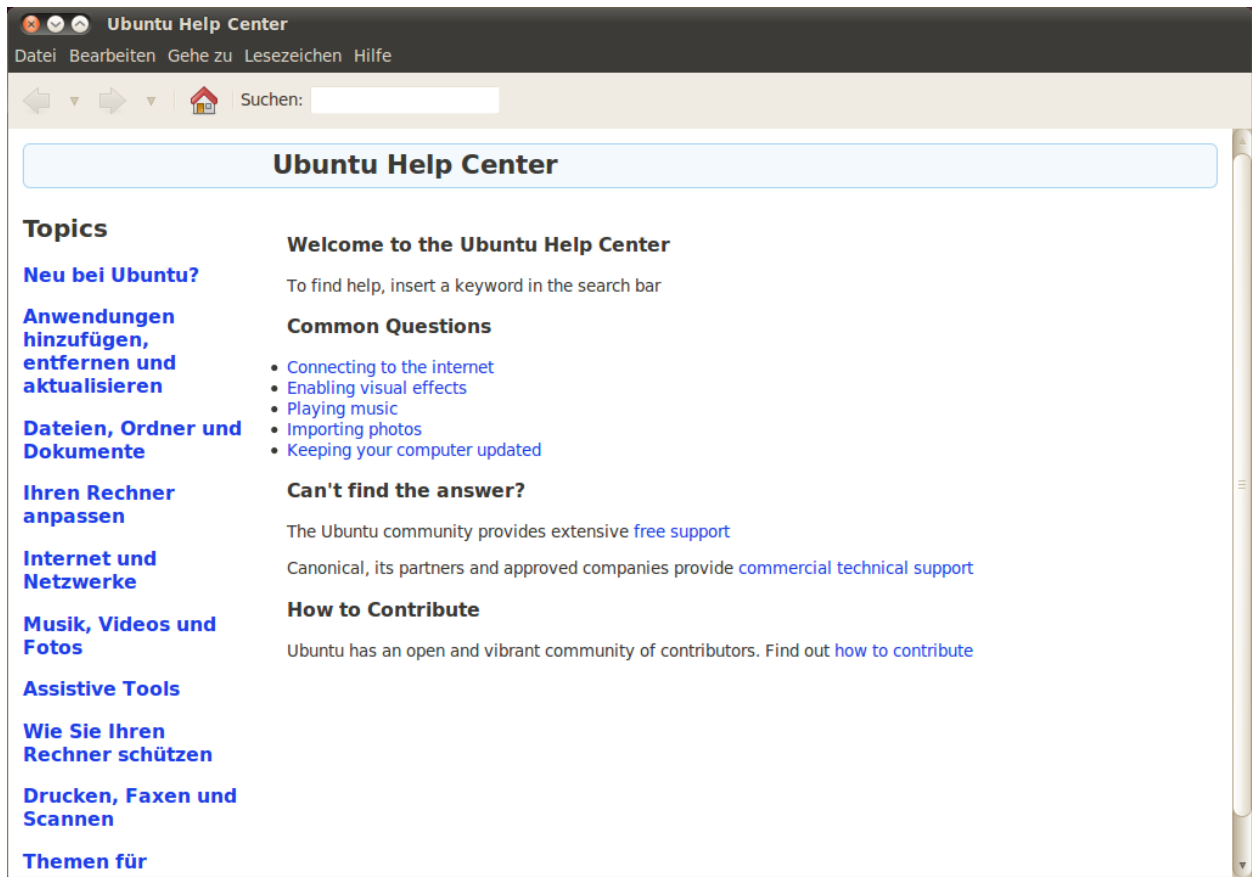 Ubuntu Help Center
Datei Bearbeiten Gehe zu Lesezeichen Hilfe
Suchen:
Ubuntu Help Center
Topics
Neu bei Ubuntu?
Anwendungen
hinzufügen,
entfernen und
aktualisieren
Dateien, Ordner und
Dokumente
Ihren Rechner
anpassen
Internet und
Netzwerke
Musik, Videos und
Fotos
Assistive Tools
Wie Sie Ihren
Rechner schützen
Drucken, Faxen und
Scannen
Themen für
Welcome to the Ubuntu Help Center
To find help, insert a keyword in the search bar
Common Questions
• Connecting to the internet
• Enabling visual effects
• Playing music
• Importing photos
• Keeping your computer updated
Can't find the answer?
The Ubuntu community provides extensive free support
Canonical, its partners and approved companies provide commercial technical support
How to Contribute
Ubuntu has an open and vibrant community of contributors. Find out how to contribute